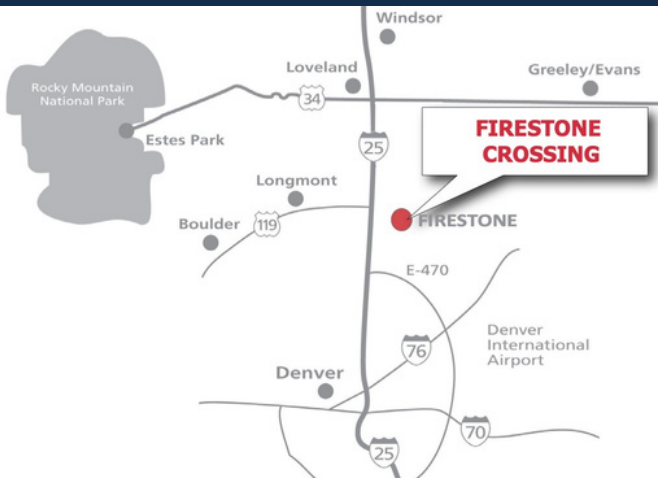 Windsor
Loveland
Greeley/Evans
Rocky Mountain
National Park
34
Estes Park
FIRESTONE
CROSSING
25
Longmont
Boulder
119
FIRESTONE
E-470
Denver
International
Airport
76
Denver
70
25